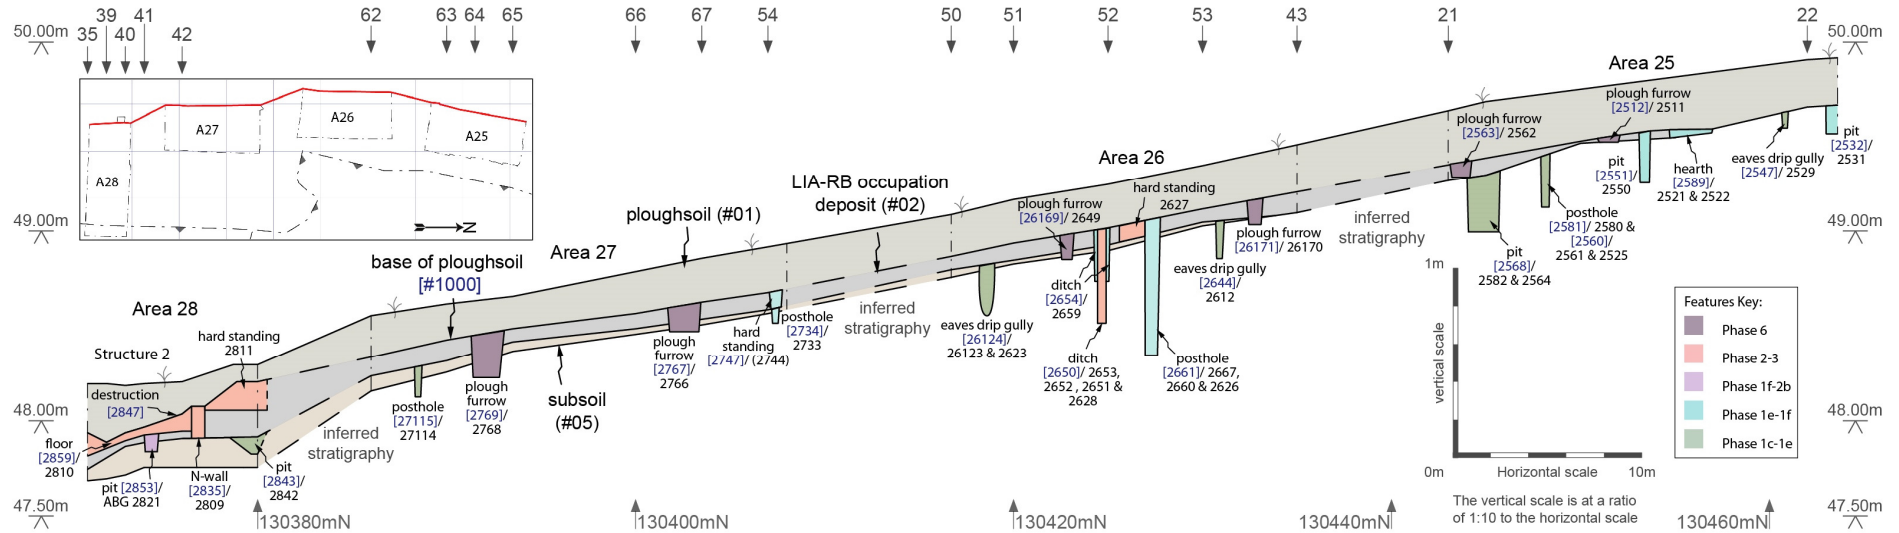 39 41 62 63 64 65 66 67 54 50 51 52 53 43 21 22
35 40 42
50.00m
50.00m
49.00m
49.00m
48.00m
48.00m
47.50m
47.50m
A28
A27
A26
A25
N
Area 28
Structure 2
hard standing
2811
destruction
[2847]
floor
[2859]/
2810
pit [2853]/
ABG 2821
N-wall
[2835]/
2809
pit
[2843]/
2842
inferred
stratigraphy
base of ploughsoil
[#1000]
Area 27
ploughsoil (#01)
posthole
[27115]/
27114
plough
furrow
[2769]/
2768
subsoil
(#05)
plough
furrow
[2767]/
2766
hard
standing
[2747]/ (2744)
posthole
[2734]/
2733
LIA-RB occupation
deposit (#02)
inferred
stratigraphy
Area 26
eaves drip gully
[26124]/
26123 & 2623
plough furrow
[26169]/ 2649
hard standing
2627
ditch
[2654]/
2659
ditch
[2650]/ 2653,
2652 , 2651 &
2628
posthole
[2661]/ 2667,
2660 & 2626
eaves drip gully
[2644]/
2612
plough furrow
[26171]/ 26170
inferred
stratigraphy
Area 25
plough furrow
[2563]/ 2562
pit
[2568]/
2582 & 2564
plough furrow
[2512]/ 2511
posthole
[2581]/ 2580 &
[2560]/
2561 & 2525
pit
[2551]/
2550
hearth
[2589]/
2521 & 2522
eaves drip gully
[2547]/ 2529
pit
[2532]/
2531
1m
vertical scale
0m
Horizontal scale
10m
The vertical scale is at a ratio
of 1:10 to the horizontal scale
Features Key:
Phase 6
Phase 2-3
Phase 1f-2b
Phase 1e-1f
Phase 1c-1e
130380mN
130400mN
130420mN
130440mN
130460mN